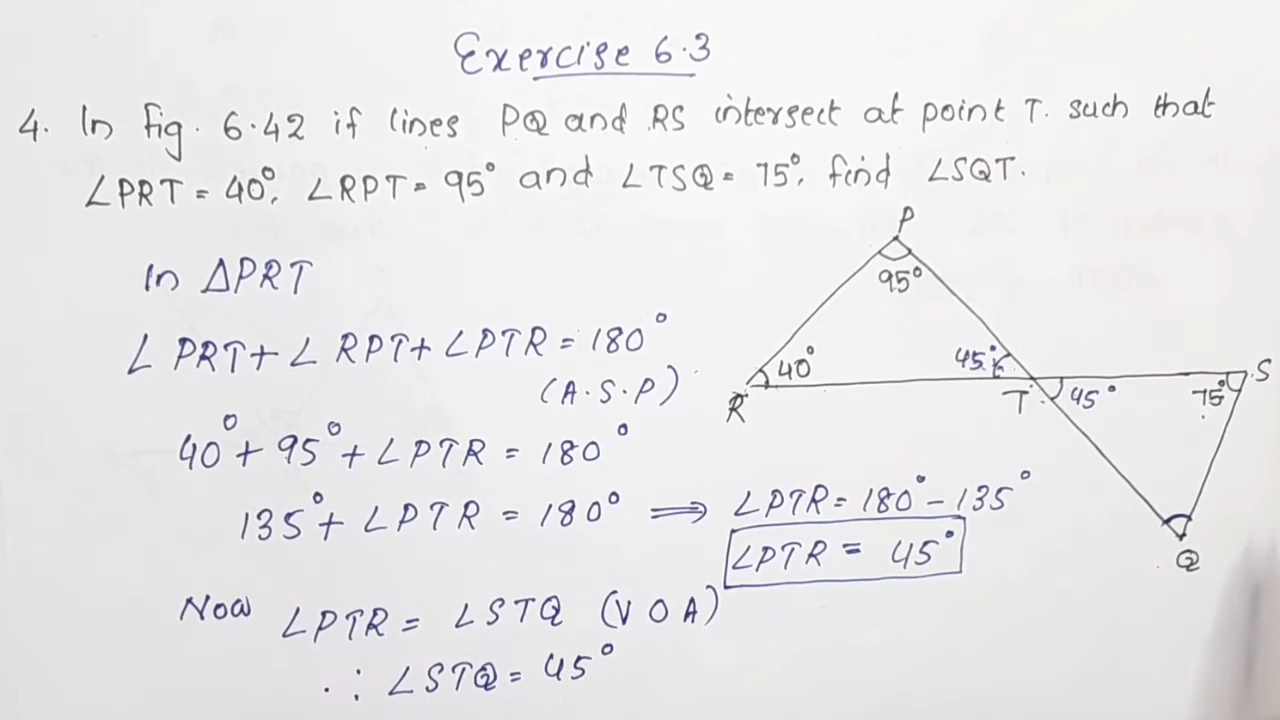 Exercise 6.3
4. In fig. 6.42 if lines PQ and RS intersect at point T. such that
∠PRT = 40°, ∠RPT = 95° and ∠TSQ = 75°, find ∠SQT.
P
95°
In ΔPRT
∠PRT + ∠RPT + ∠PTR = 180°
(A.S.P)
40°
45°
S
R
T
45°
75°
40° + 95° + ∠PTR = 180°
135° + ∠PTR = 180° ⟹ ∠PTR = 180° - 135°
∠PTR = 45°
Q
Now ∠PTR = ∠STQ (V O A)
∴ ∠STQ = 45°